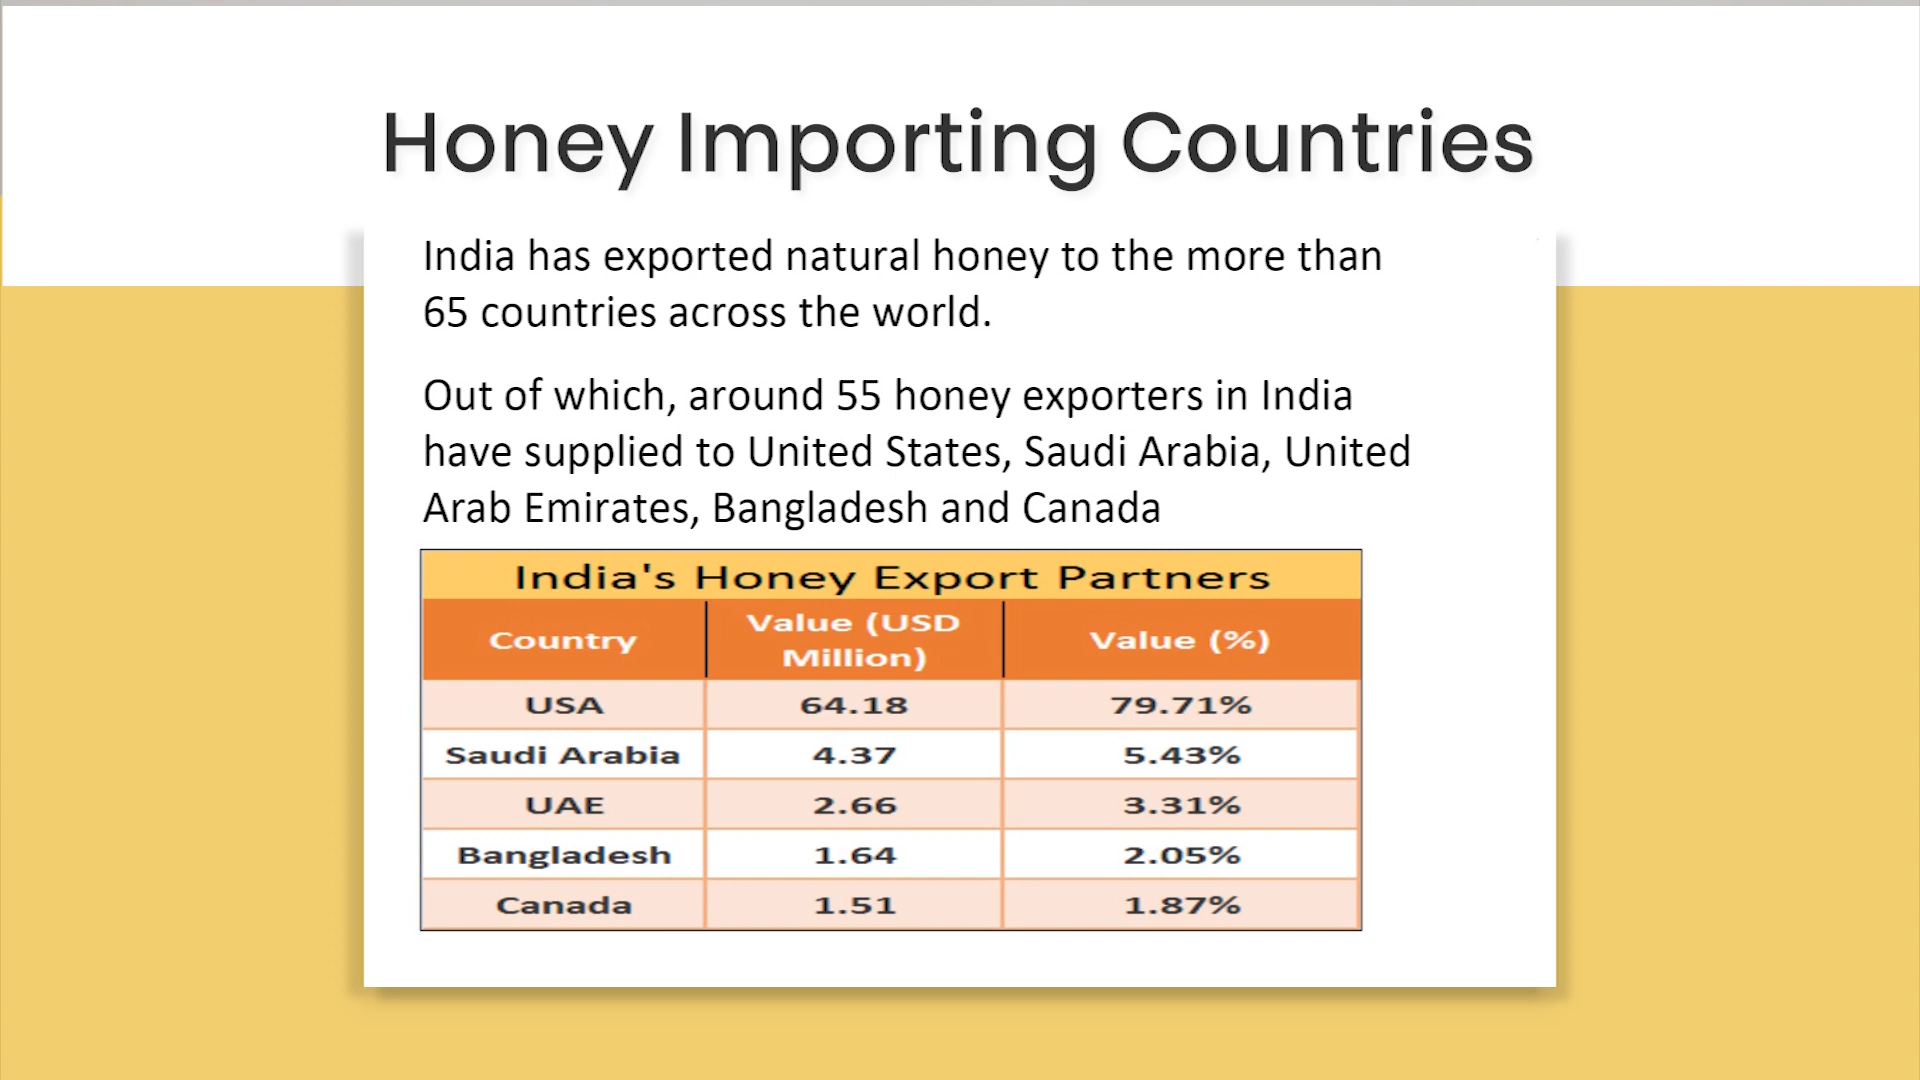 Honey Importing Countries
India has exported natural honey to the more than
65 countries across the world.
Out of which, around 55 honey exporters in India
have supplied to United States, Saudi Arabia, United
Arab Emirates, Bangladesh and Canada
India's Honey Export Partners
Country Value (USD Million) Value (%)
USA 64.18 79.71%
Saudi Arabia 4.37 5.43%
UAE 2.66 3.31%
Bangladesh 1.64 2.05%
Canada 1.51 1.87%